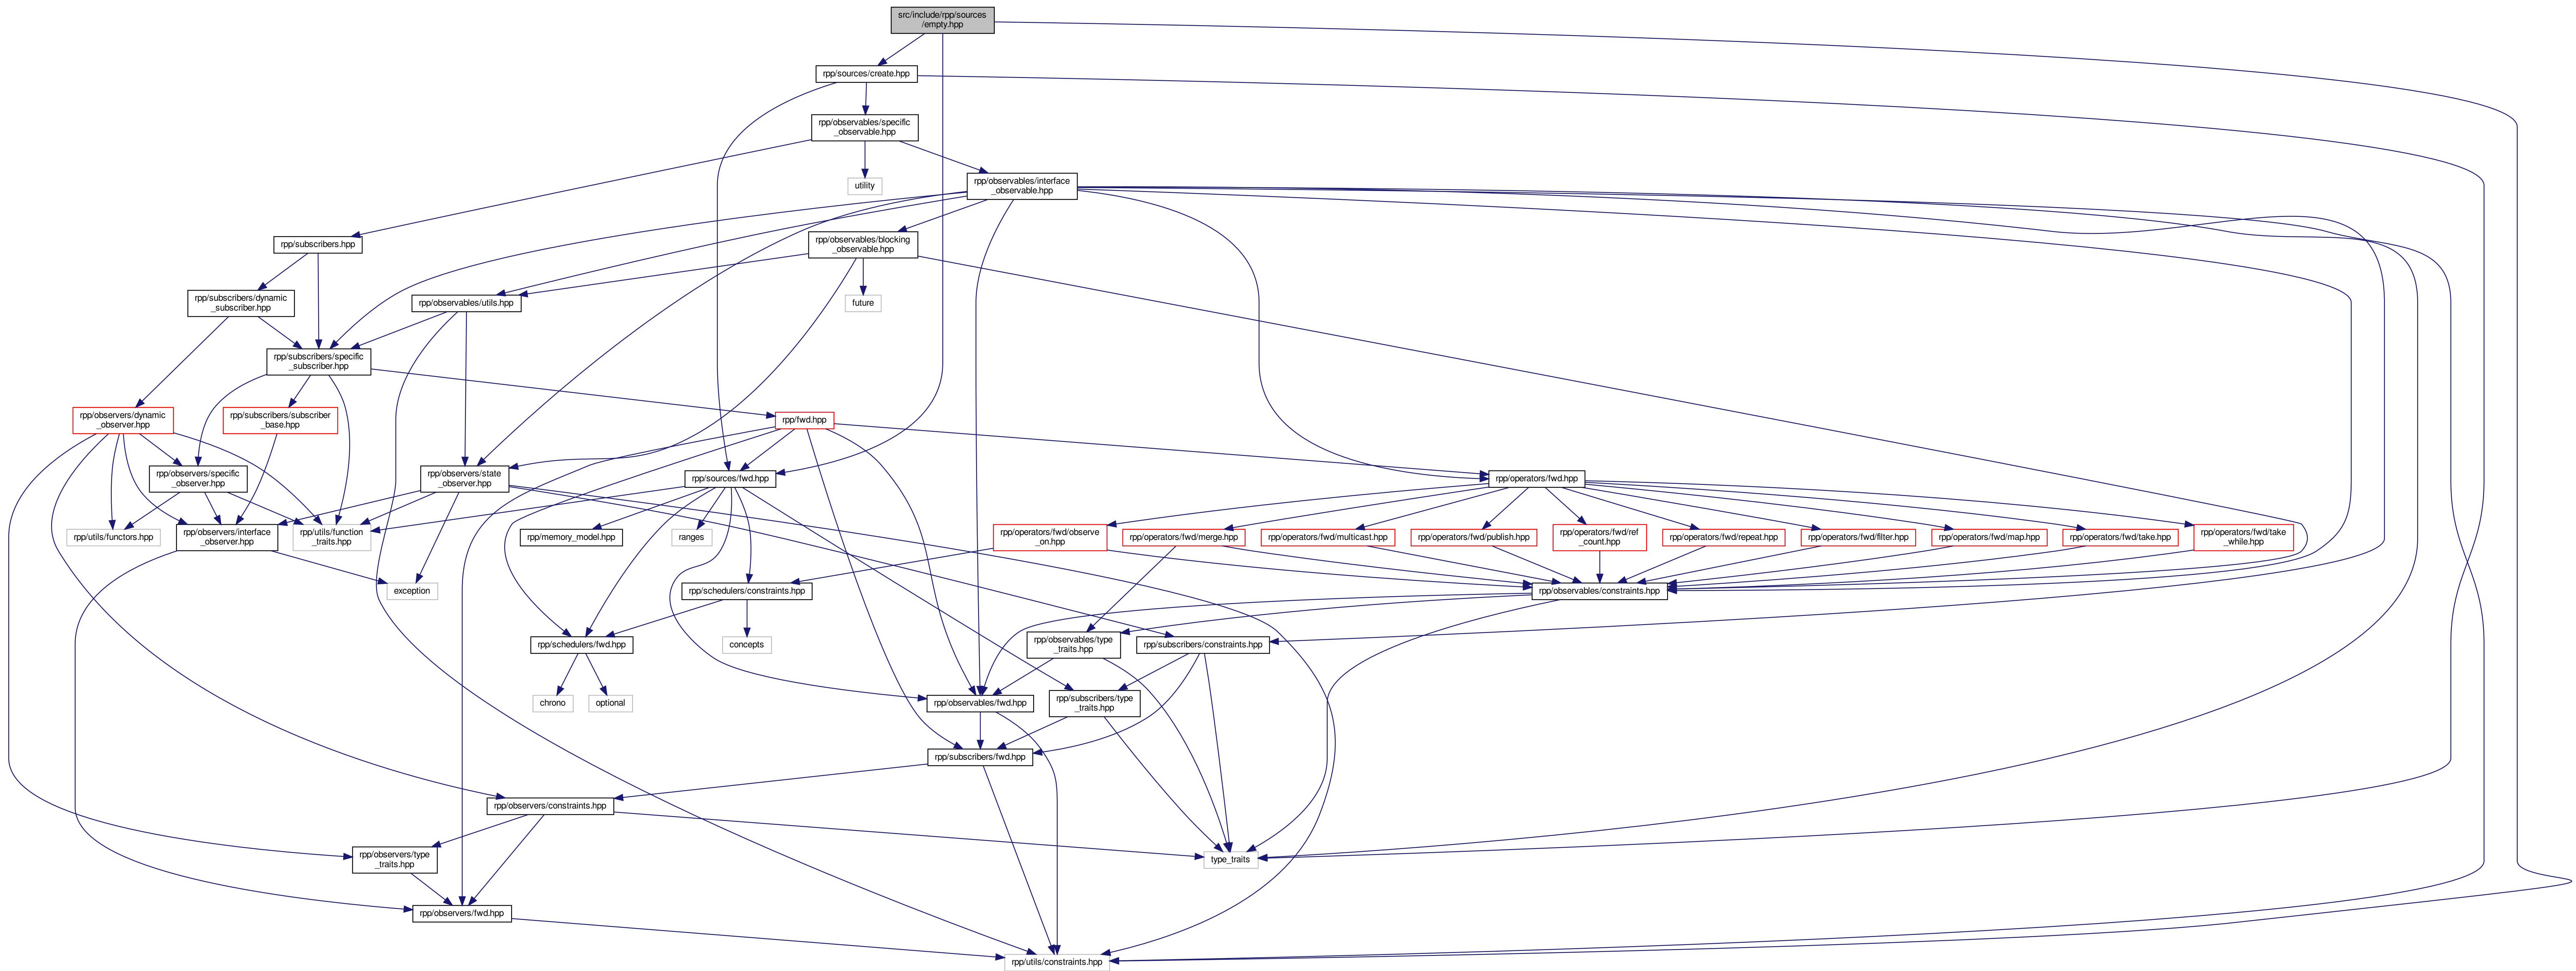 src/include/rpp/sources
/empty.hpp
rpp/sources/create.hpp
rpp/observables/specific
_observable.hpp
utility
rpp/observables/interface
_observable.hpp
rpp/subscribers.hpp
rpp/observables/blocking
_observable.hpp
rpp/subscribers/dynamic
_subscriber.hpp
rpp/observables/utils.hpp
future
rpp/subscribers/specific
_subscriber.hpp
rpp/observers/dynamic
_observer.hpp
rpp/subscribers/subscriber
_base.hpp
rpp/fwd.hpp
rpp/observers/specific
_observer.hpp
rpp/observers/state
_observer.hpp
rpp/sources/fwd.hpp
rpp/operators/fwd.hpp
rpp/utils/functors.hpp
rpp/observers/interface
_observer.hpp
rpp/utils/function
_traits.hpp
rpp/memory_model.hpp
ranges
rpp/operators/fwd/observe
_on.hpp
rpp/operators/fwd/merge.hpp
rpp/operators/fwd/multicast.hpp
rpp/operators/fwd/publish.hpp
rpp/operators/fwd/ref
_count.hpp
rpp/operators/fwd/repeat.hpp
rpp/operators/fwd/filter.hpp
rpp/operators/fwd/map.hpp
rpp/operators/fwd/take.hpp
rpp/operators/fwd/take
_while.hpp
exception
rpp/schedulers/constraints.hpp
rpp/observables/constraints.hpp
rpp/schedulers/fwd.hpp
concepts
rpp/observables/type
_traits.hpp
rpp/subscribers/constraints.hpp
chrono
optional
rpp/observables/fwd.hpp
rpp/subscribers/type
_traits.hpp
rpp/subscribers/fwd.hpp
rpp/observers/constraints.hpp
rpp/observers/type
_traits.hpp
type_traits
rpp/observers/fwd.hpp
rpp/utils/constraints.hpp